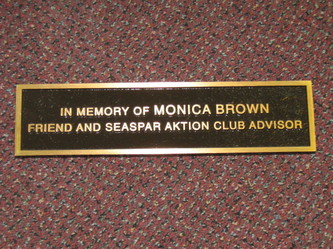 IN MEMORY OF MONICA BROWN
FRIEND AND SEASPAR AKTION CLUB ADVISOR